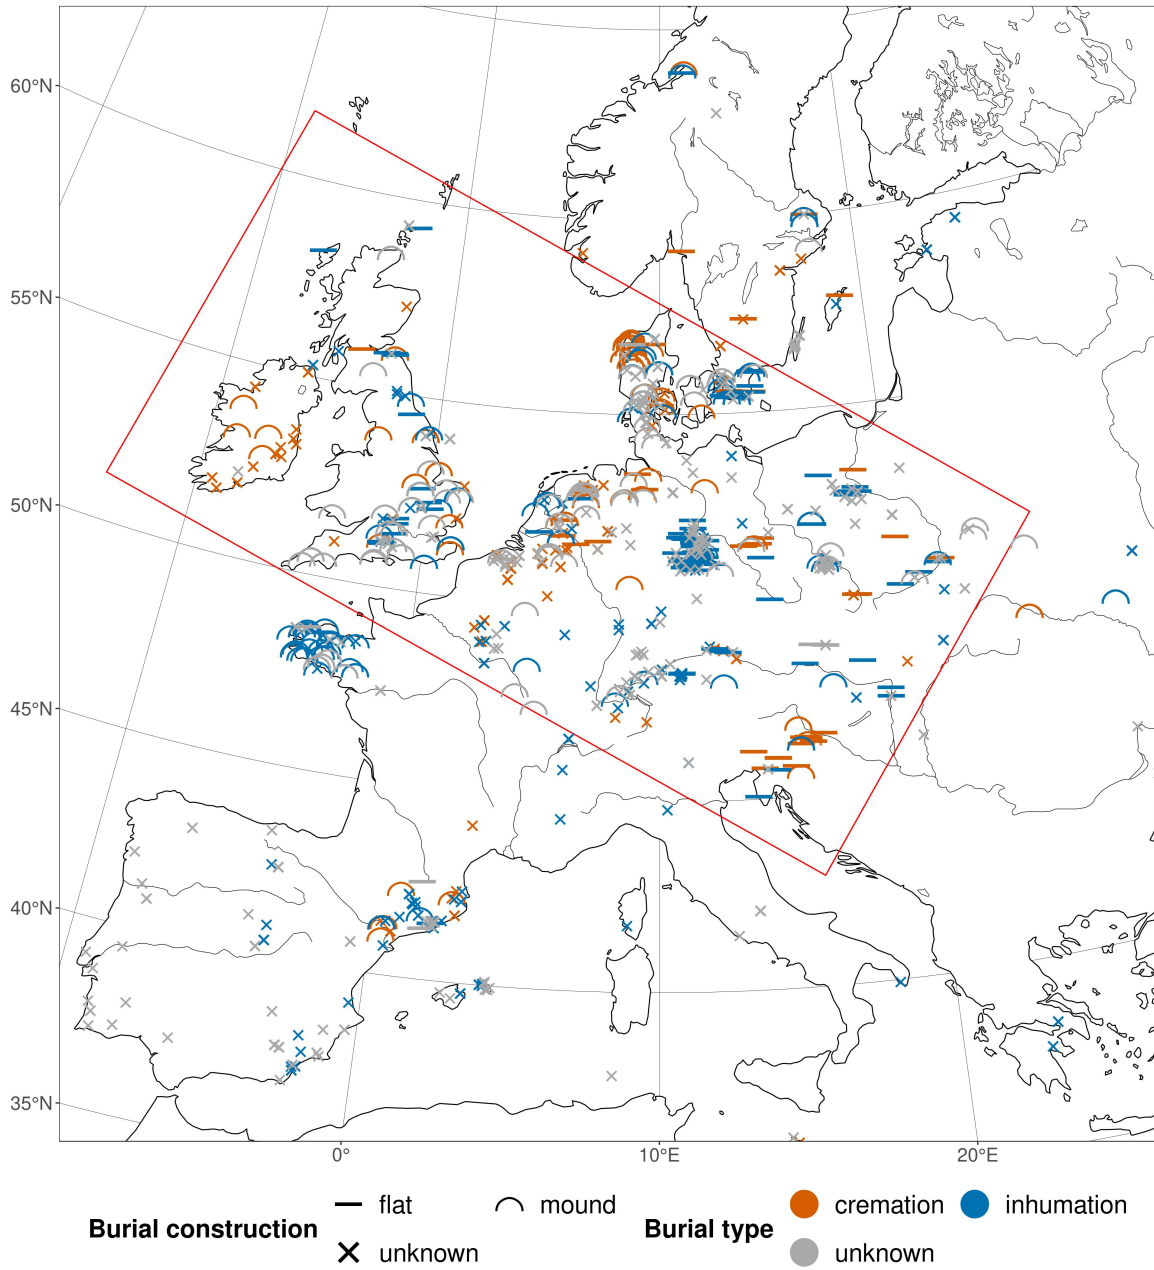 60°N
55°N
50°N
45°N
40°N
35°N
0° 10°E 20°E
Burial construction
flat mound
unknown
Burial type
cremation inhumation
unknown